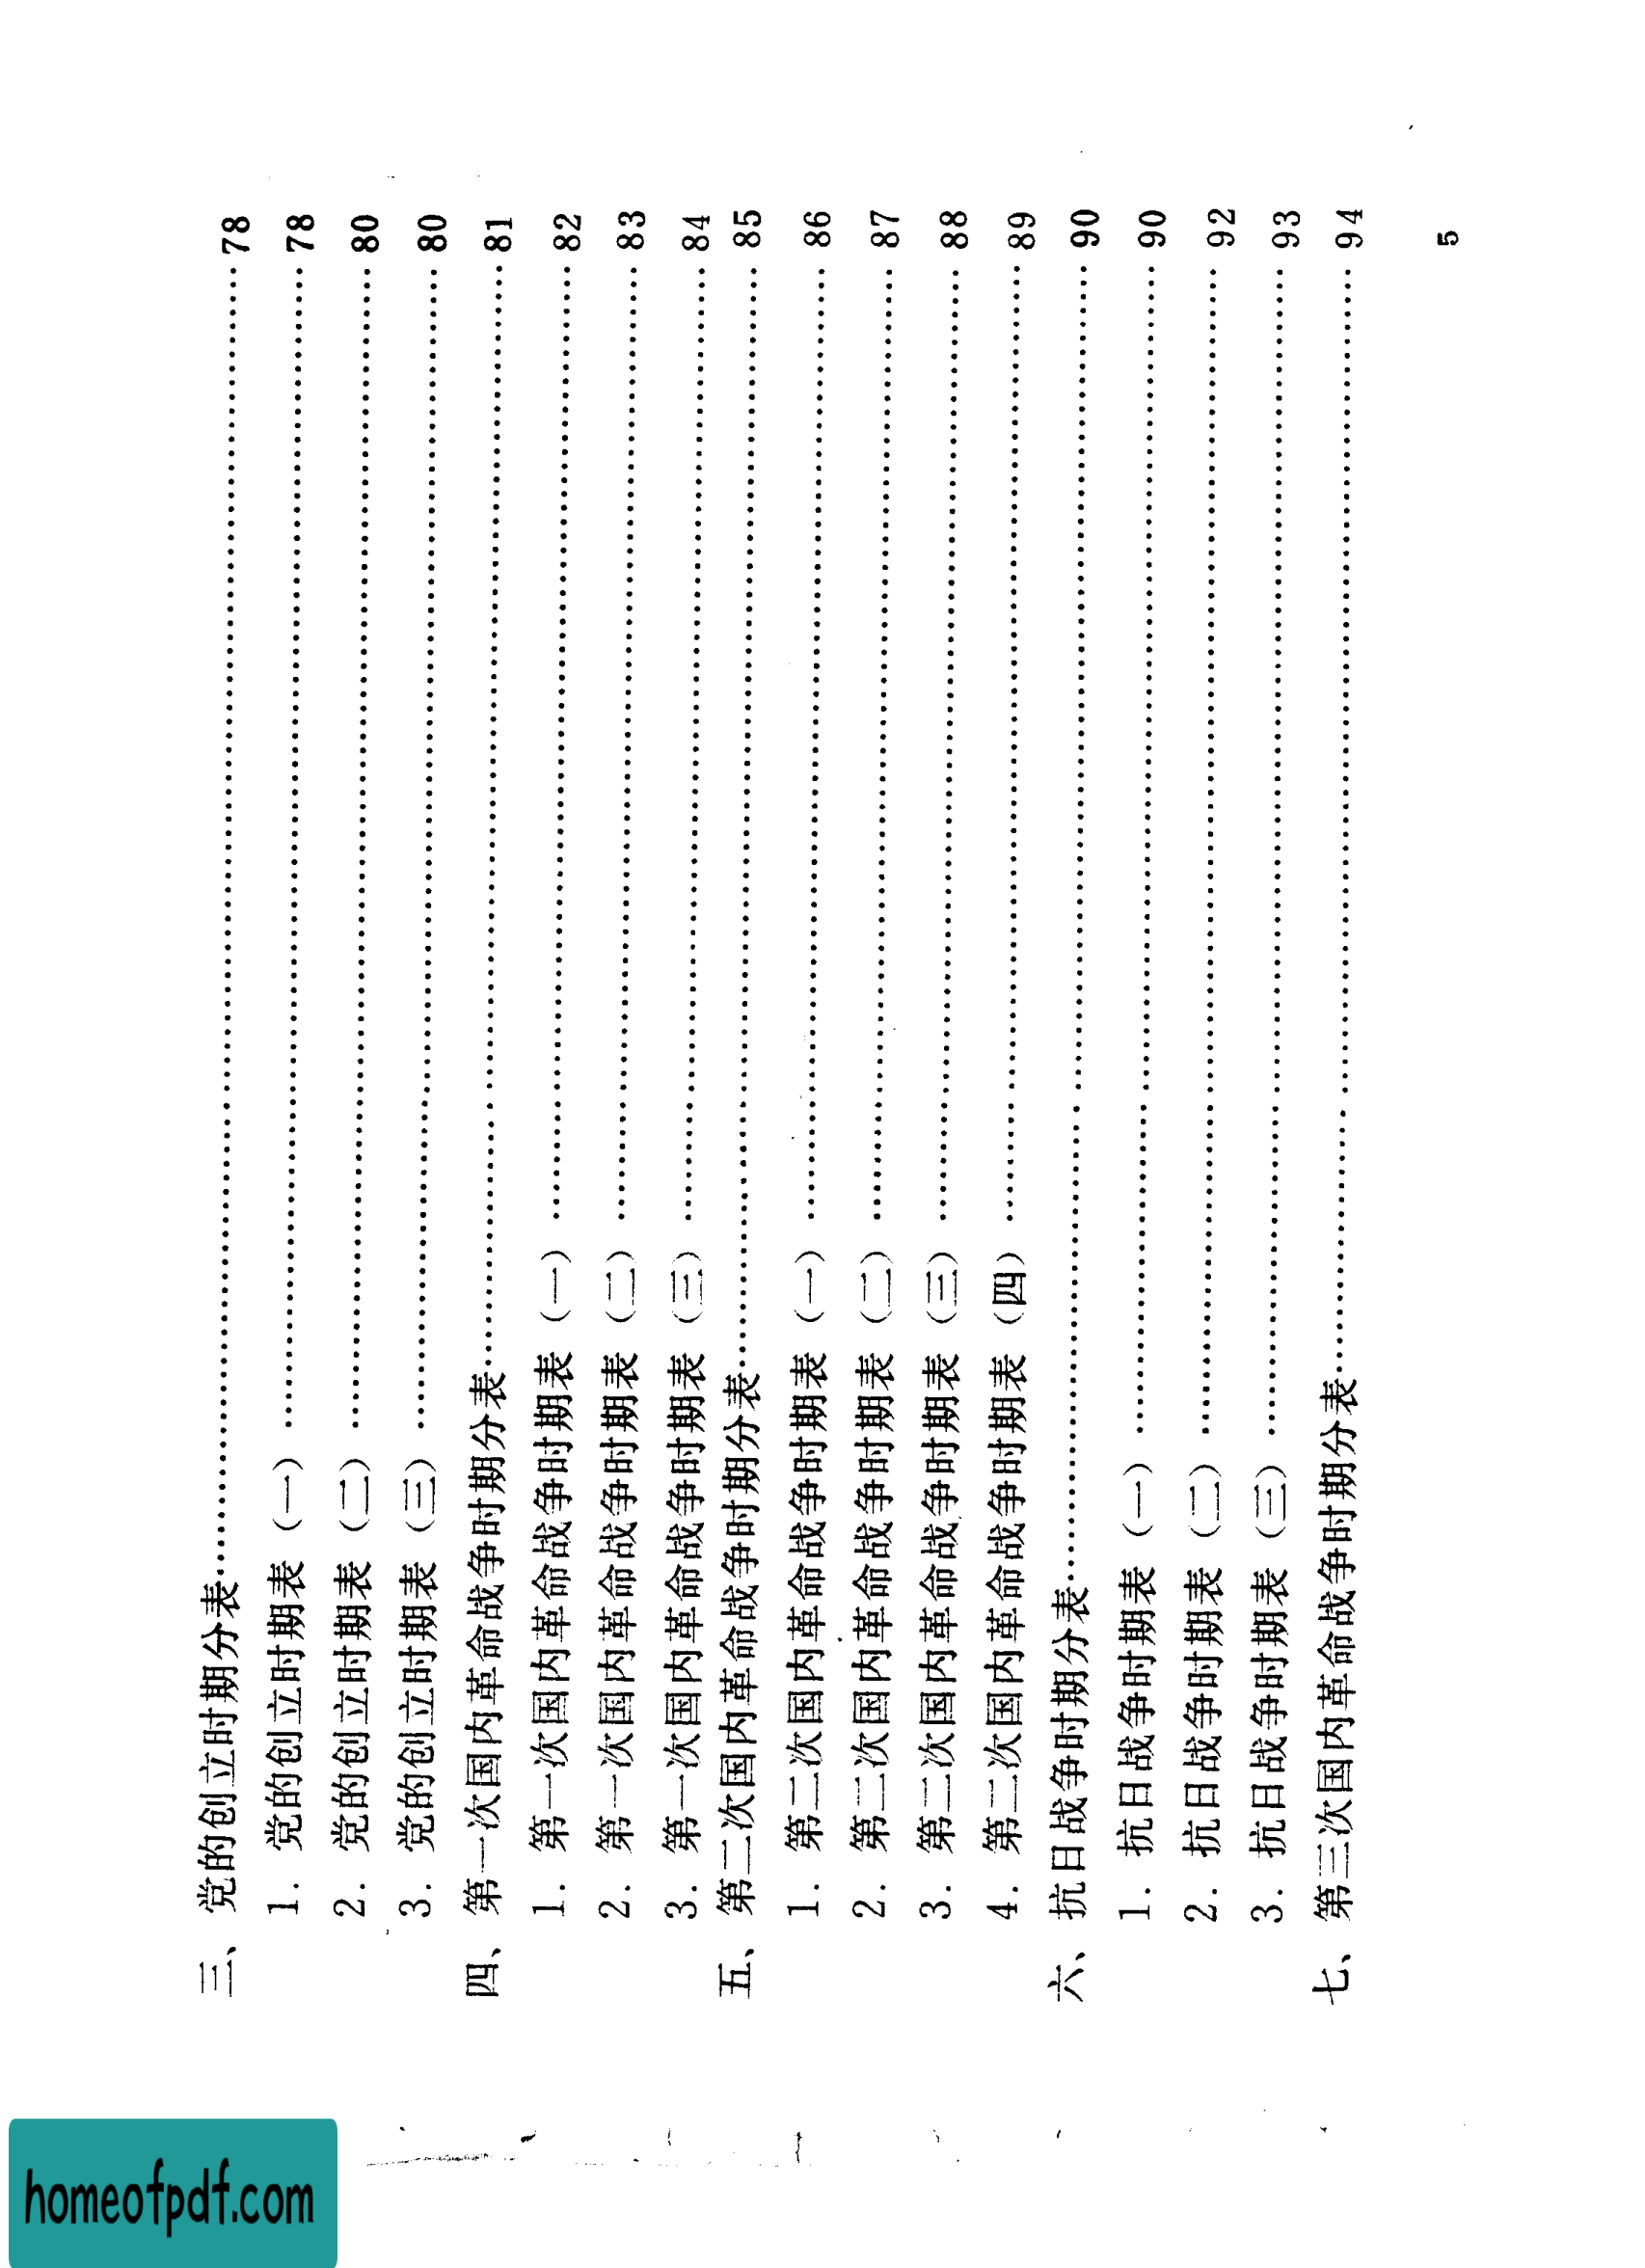 三、党的创立时期分表……78
1. 党的创立时期表（一）……78
2. 党的创立时期表（二）……80
3. 党的创立时期表（三）……80
四、第一次国内革命战争时期分表……81
1. 第一次国内革命战争时期表（一）……82
2. 第一次国内革命战争时期表（二）……83
3. 第一次国内革命战争时期表（三）……84
五、第二次国内革命战争时期分表……85
1. 第二次国内革命战争时期表（一）……86
2. 第二次国内革命战争时期表（二）……87
3. 第二次国内革命战争时期表（三）……88
4. 第二次国内革命战争时期表（四）……89
六、抗日战争时期分表……90
1. 抗日战争时期表（一）……90
2. 抗日战争时期表（二）……92
3. 抗日战争时期表（三）……93
七、第三次国内革命战争时期分表……94
5
homeofpdf.com